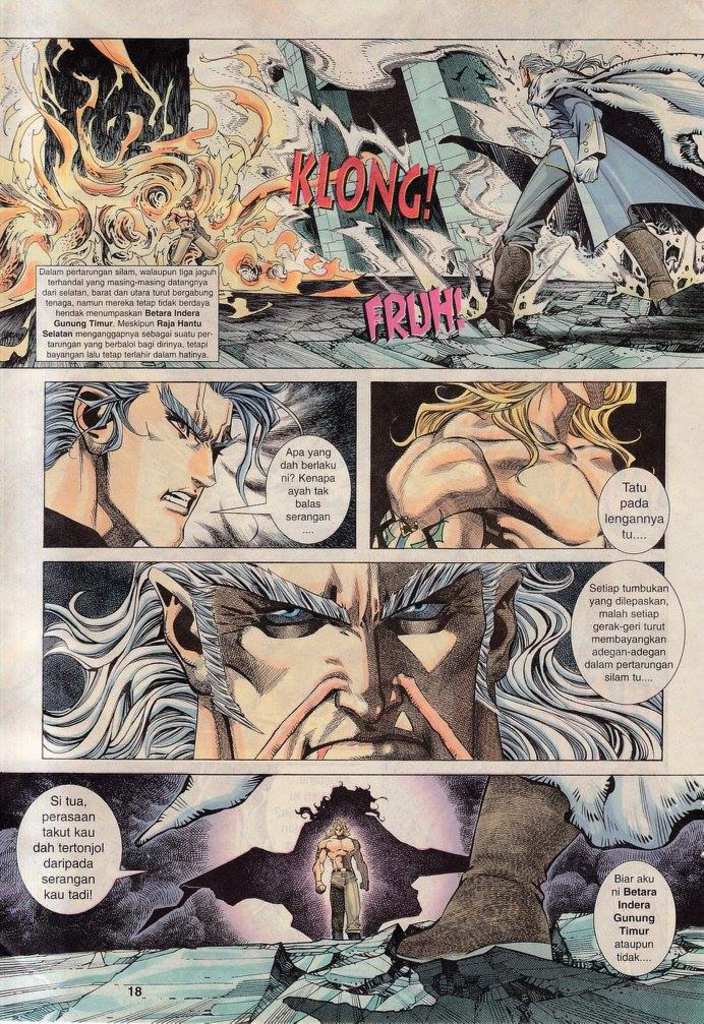 KLONG!
FRUH!
Dalam pertarungan silam, walaupun tiga jaguh
terhandal yang masing-masing datangnya
dari selatan, barat dan utara turut bergabung
tenaga, namun mereka tetap tidak berdaya
hendak menumpaskan Betara Indera
Gunung Timur. Meskipun Raja Hantu
Selatan menganggapnya sebagai suatu per-
tarungan yang berbaloi bagi dirinya, tetapi
bayangan lalu tetap terlahir dalam hatinya.
Apa yang
dah berlaku
ni? Kenapa
ayah tak
balas
serangan
....
Tatu
pada
lengannya
tu....
Setiap tumbukan
yang dilepaskan,
malah setiap
gerak-geri turut
membayangkan
adegan-adegan
dalam pertarungan
silam tu....
Si tua,
perasaan
takut kau
dah tertonjol
daripada
serangan
kau tadi!
Biar aku
ni Betara
Indera
Gunung
Timur
ataupun
tidak....
18